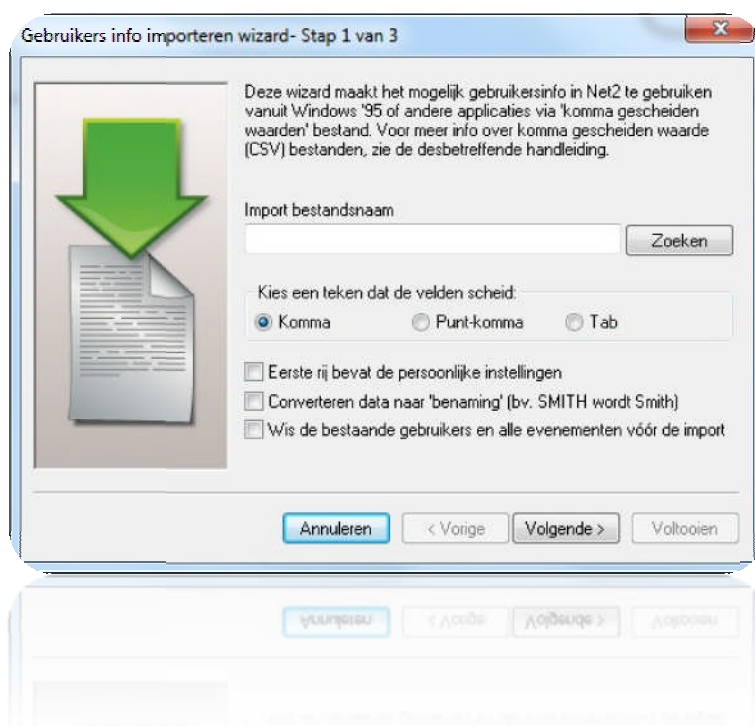 Gebruikers info importeren wizard- Stap 1 van 3
Deze wizard maakt het mogelijk gebruikersinfo in Net2 te gebruiken
vanuit Windows '95 of andere applicaties via 'komma gescheiden
waarden' bestand. Voor meer info over komma gescheiden waarde
(CSV) bestanden, zie de desbetreffende handleiding.
Import bestandsnaam
Zoeken
Kies een teken dat de velden scheid:
Komma Punt-komma Tab
Eerste rij bevat de persoonlijke instellingen
Converteren data naar 'benaming' (bv. SMITH wordt Smith)
Wis de bestaande gebruikers en alle evenementen vóór de import
Annuleren < Vorige Volgende > Voltooien
Annuleren < Vorige Volgende > Voltooien